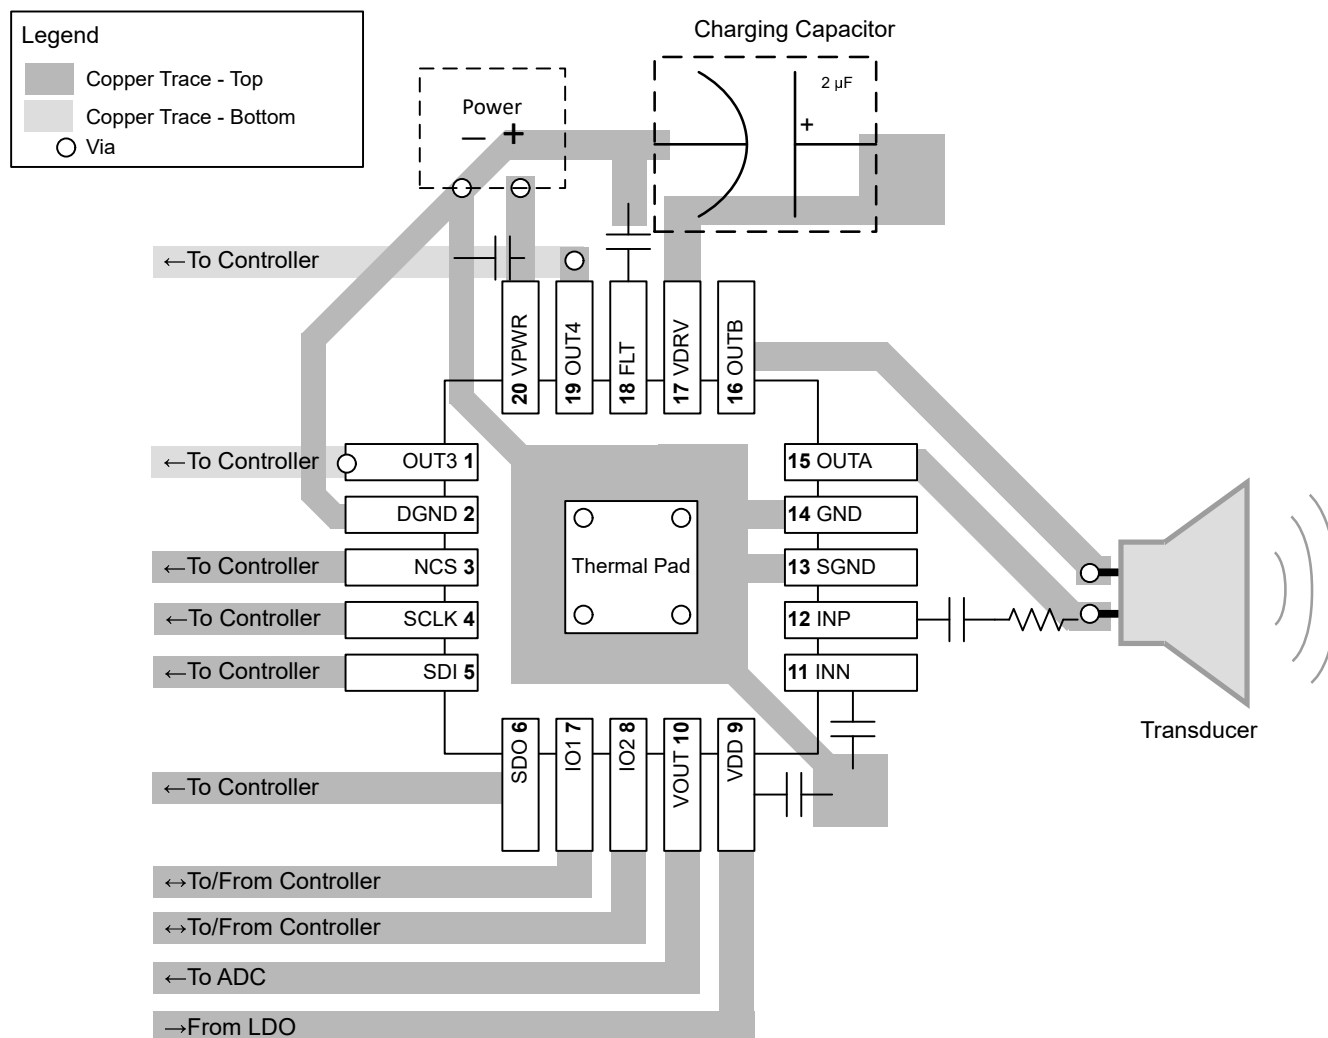 Legend
Copper Trace - Top
Copper Trace - Bottom
Via
Charging Capacitor
2 µF
+
Power
– +
←To Controller
20 VPWR
19 OUT4
18 FLT
17 VDRV
16 OUTB
←To Controller
OUT3 1
15 OUTA
DGND 2
14 GND
←To Controller
NCS 3
Thermal Pad
13 SGND
←To Controller
SCLK 4
12 INP
←To Controller
SDI 5
11 INN
Transducer
SDO 6
IO1 7
IO2 8
VOUT 10
VDD 9
←To Controller
↔To/From Controller
↔To/From Controller
←To ADC
→From LDO